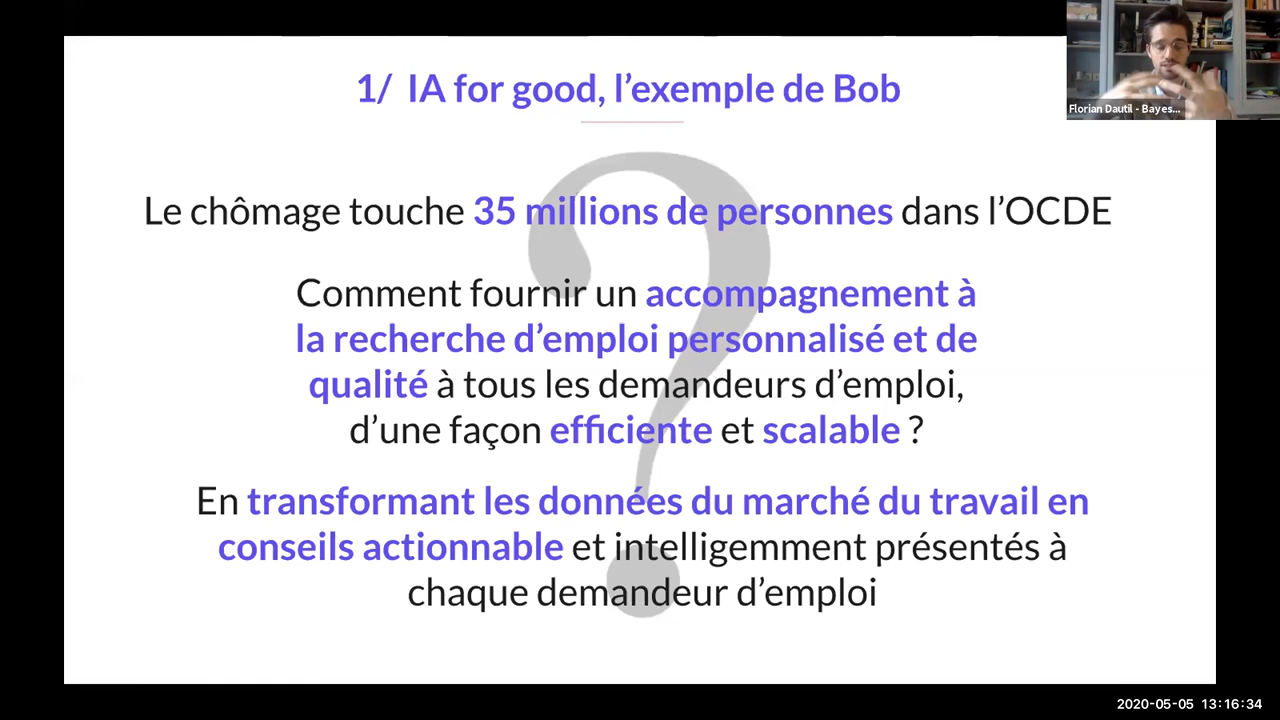 1/ IA for good, l'exemple de Bob
Florian Dautil - Bayes...
Le chômage touche 35 millions de personnes dans l'OCDE
Comment fournir un accompagnement à
la recherche d'emploi personnalisé et de
qualité à tous les demandeurs d'emploi,
d'une façon efficiente et scalable ?
En transformant les données du marché du travail en
conseils actionnable et intelligemment présentés à
chaque demandeur d'emploi
2020-05-05 13:16:34